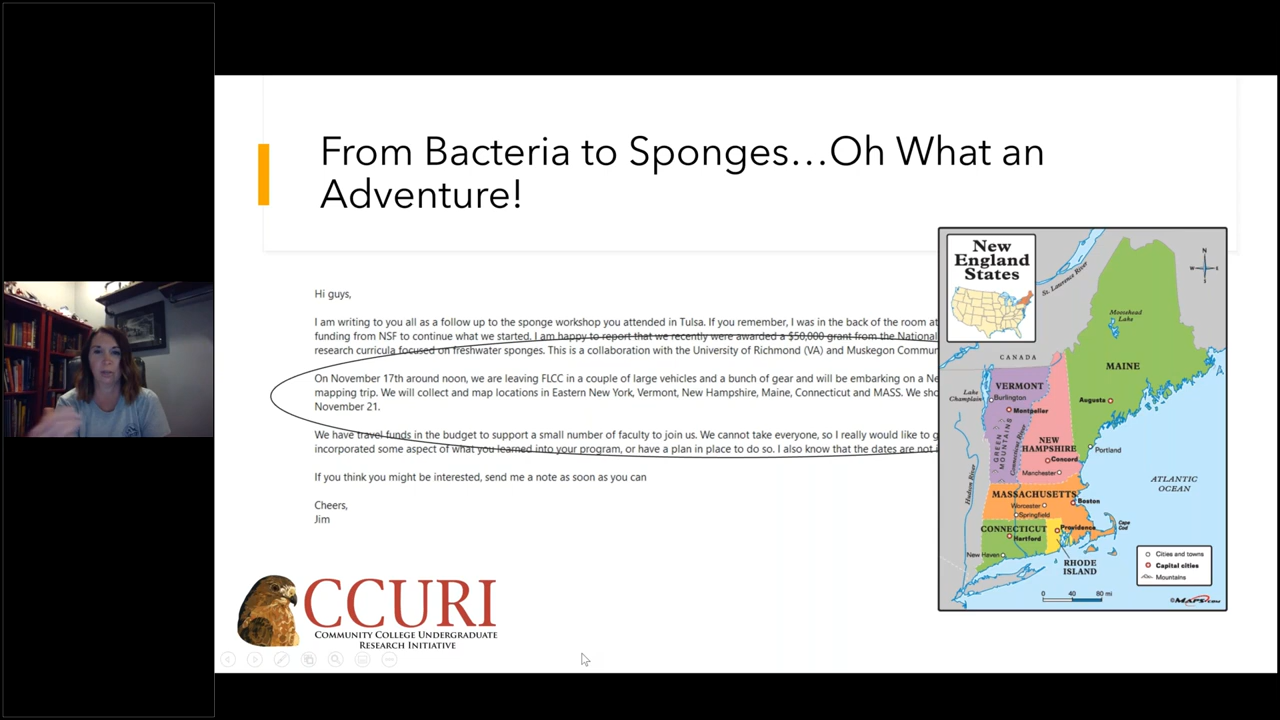 From Bacteria to Sponges…Oh What an
Adventure!
Hi guys,
I am writing to you all as a follow up to the sponge workshop you attended in Tulsa. If you remember, I was in the back of the room at
funding from NSF to continue what we started. I am happy to report that we recently were awarded a $50,000 grant from the National
research curricula focused on freshwater sponges. This is a collaboration with the University of Richmond (VA) and Muskegon Commun
On November 17th around noon, we are leaving FLCC in a couple of large vehicles and a bunch of gear and will be embarking on a Ne
mapping trip. We will collect and map locations in Eastern New York, Vermont, New Hampshire, Maine, Connecticut and MASS. We sho
November 21.
We have travel funds in the budget to support a small number of faculty to join us. We cannot take everyone, so I really would like to g
incorporated some aspect of what you learned into your program, or have a plan in place to do so. I also know that the dates are not i
If you think you might be interested, send me a note as soon as you can
Cheers,
Jim
CCURI
COMMUNITY COLLEGE UNDERGRADUATE
RESEARCH INITIATIVE
New
England
States
N
W
E
S
St. Lawrence River
Moosehead
Lake
CANADA
MAINE
Lake
Champlain
VERMONT
Burlington
Montpelier
Augusta
GREEN
MOUNTAINS
Connecticut River
NEW
HAMPSHIRE
Concord
Manchester
Portland
Hudson River
ATLANTIC
OCEAN
MASSACHUSETTS
Boston
Worcester
Springfield
CONNECTICUT
Hartford
Providence
Cape
Cod
New Haven
RHODE
ISLAND
Cities and towns
Capital cities
Mountains
0 40 80 mi
©MAPS.COM